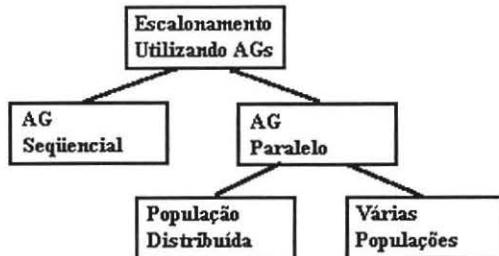 Escalonamento
Utilizando AGs
AG
Seqüencial
AG
Paralelo
População
Distribuída
Várias
Populações